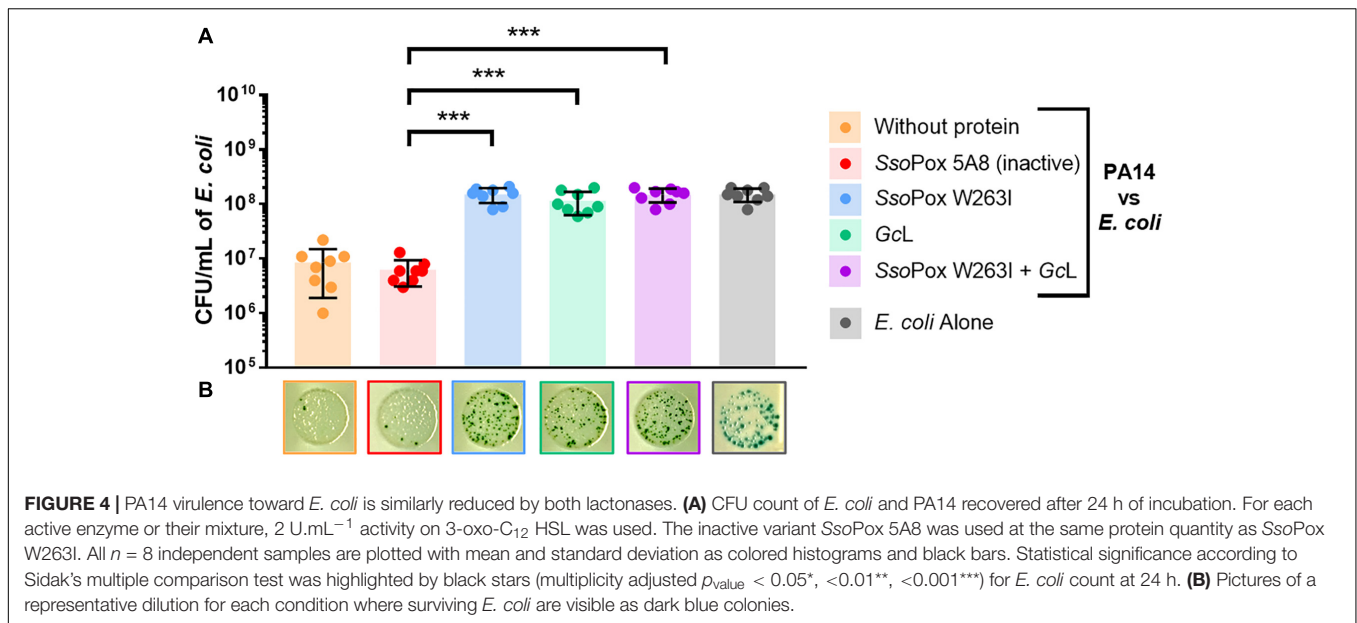 A
***
***
***
10^10
10^9
10^8
10^7
10^6
10^5
CFU/mL of E. coli
Without protein
SsoPox 5A8 (inactive)
SsoPox W263I
GcL
SsoPox W263I + GcL
E. coli Alone
PA14
vs
E. coli
B
FIGURE 4 | PA14 virulence toward E. coli is similarly reduced by both lactonases. (A) CFU count of E. coli and PA14 recovered after 24 h of incubation. For each
active enzyme or their mixture, 2 U.mL−1 activity on 3-oxo-C12 HSL was used. The inactive variant SsoPox 5A8 was used at the same protein quantity as SsoPox
W263I. All n = 8 independent samples are plotted with mean and standard deviation as colored histograms and black bars. Statistical significance according to
Sidak's multiple comparison test was highlighted by black stars (multiplicity adjusted pvalue < 0.05*, <0.01**, <0.001***) for E. coli count at 24 h. (B) Pictures of a
representative dilution for each condition where surviving E. coli are visible as dark blue colonies.